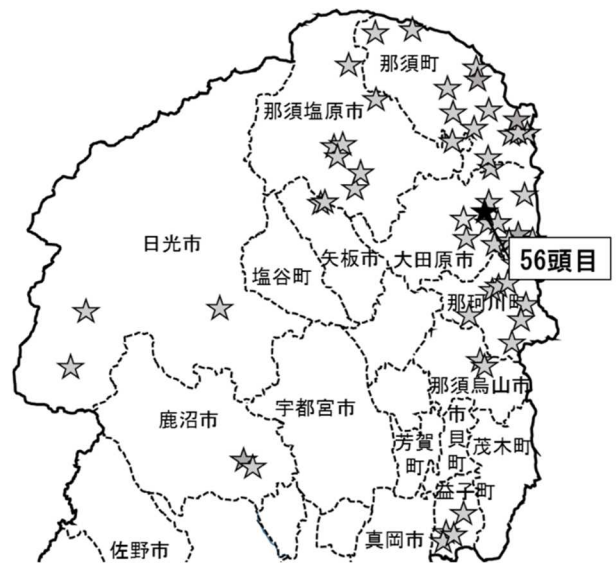 那須町
那須塩原市
日光市
矢板市
大田原市
塩谷町
56頭目
那珂川町
那須烏山市
宇都宮市
鹿沼市
市貝町
芳賀町
茂木町
益子町
真岡市
佐野市